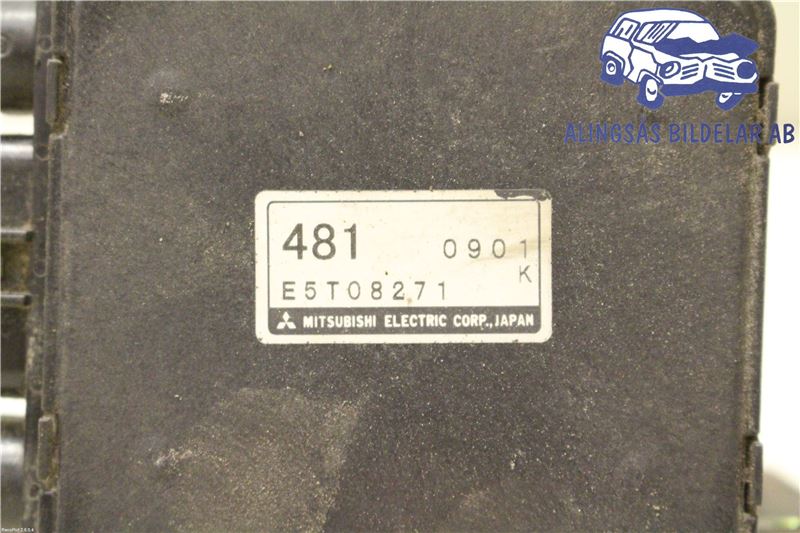 ALINGSÅS BILDELAR AB
481 0901
K
E5T08271
MITSUBISHI ELECTRIC CORP., JAPAN